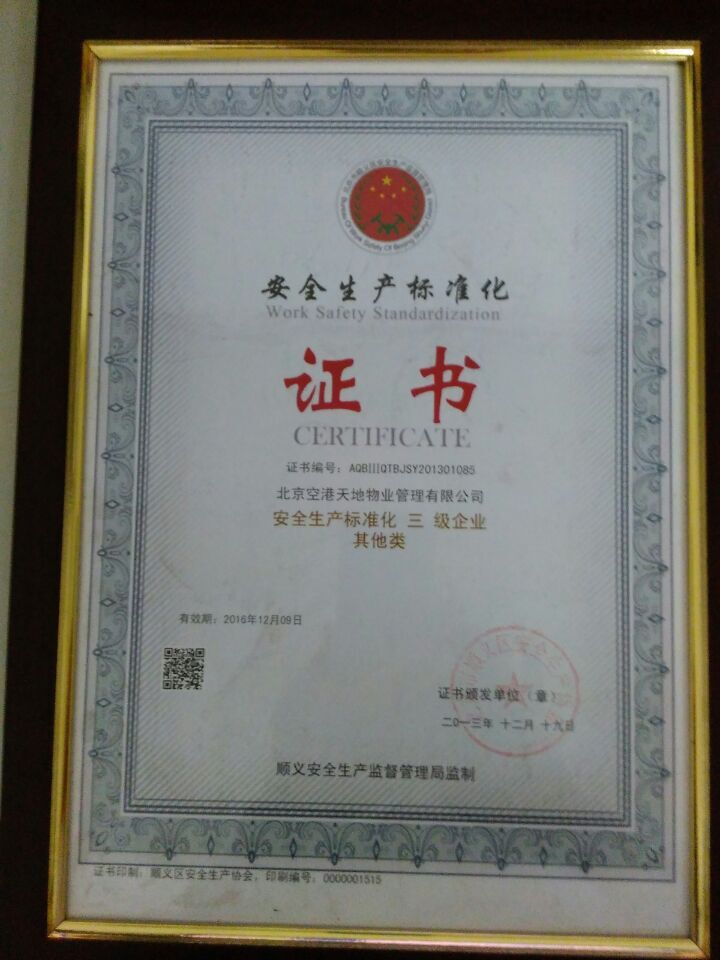 安全生产标准化
Work Safety Standardization
证书
CERTIFICATE
证书编号：AQBIIIQTBJSY201301085
北京空港天地物业管理有限公司
安全生产标准化 三 级企业
其他类
有效期：2016年12月09日
证书颁发单位（章）
二〇一三年 十二月 十九日
顺义安全生产监督管理局监制
证书印制：顺义区安全生产协会，印刷编号：0000001515